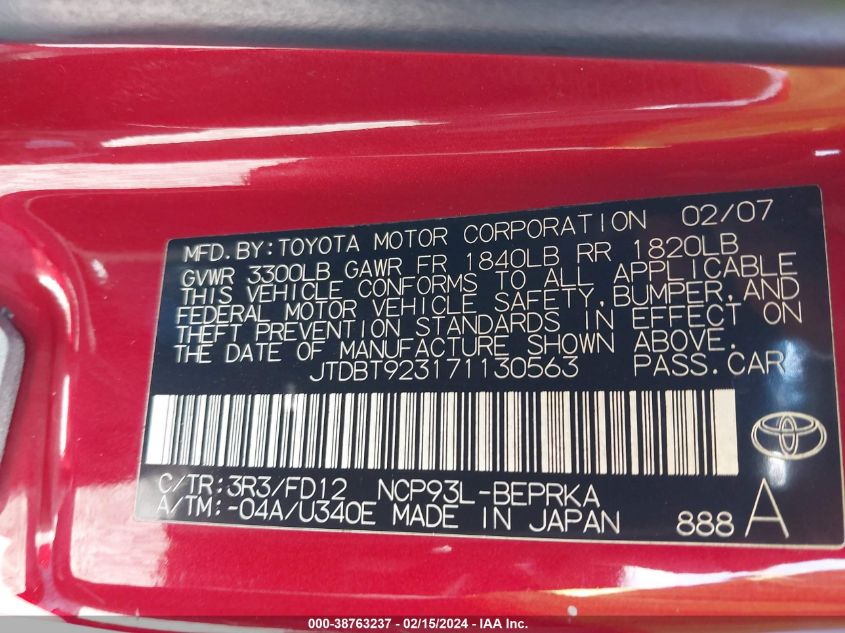 MFD.BY:TOYOTA MOTOR CORPORATION 02/07
GVWR 3300LB GAWR FR 1840LB RR 1820LB
THIS VEHICLE CONFORMS TO ALL APPLICABLE
FEDERAL MOTOR VEHICLE SAFETY,BUMPER,AND
THEFT PREVENTION STANDARDS IN EFFECT ON
THE DATE OF MANUFACTURE SHOWN ABOVE.
JTDBT923171130563 PASS.CAR
C/TR:3R3/FD12 NCP93L-BEPRKA
A/TM:-04A/U340E MADE IN JAPAN 888 A
000-38763237 - 02/15/2024 - IAA Inc.